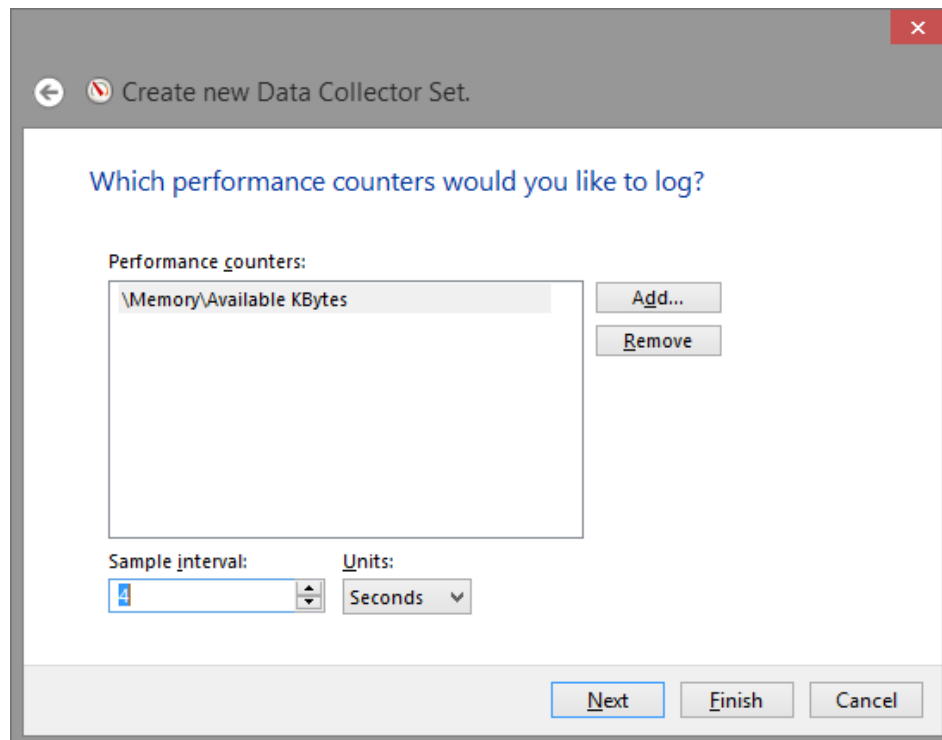 Create new Data Collector Set.
Which performance counters would you like to log?
Performance counters:
\Memory\Available KBytes
Add...
Remove
Sample interval:
Units:
4
Seconds
Next
Finish
Cancel